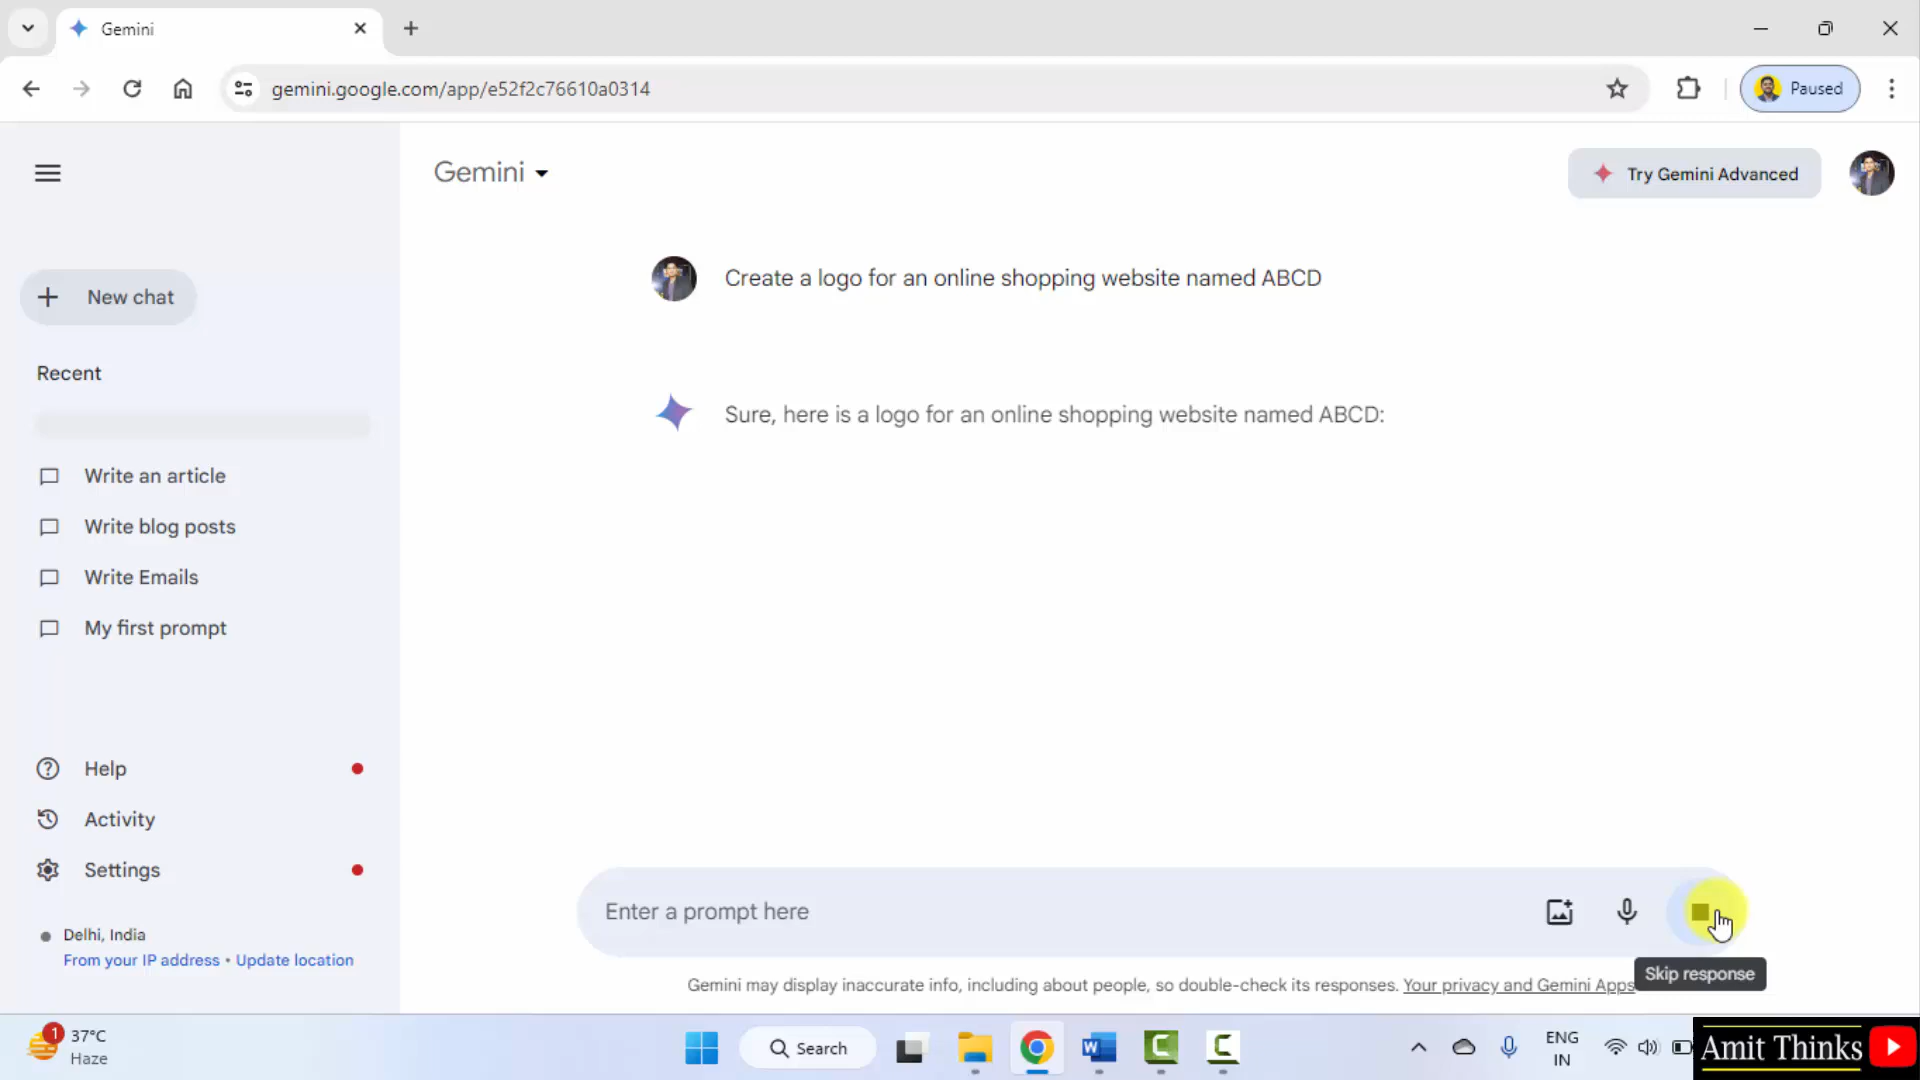 Gemini
gemini.google.com/app/e52f2c76610a0314
Paused
Gemini
Try Gemini Advanced
New chat
Recent
Write an article
Write blog posts
Write Emails
My first prompt
Help
Activity
Settings
Delhi, India
From your IP address • Update location
Create a logo for an online shopping website named ABCD
Sure, here is a logo for an online shopping website named ABCD:
Enter a prompt here
Skip response
Gemini may display inaccurate info, including about people, so double-check its responses. Your privacy and Gemini Apps
1
37°C
Haze
Search
W
C
C
ENG
IN
Amit Thinks